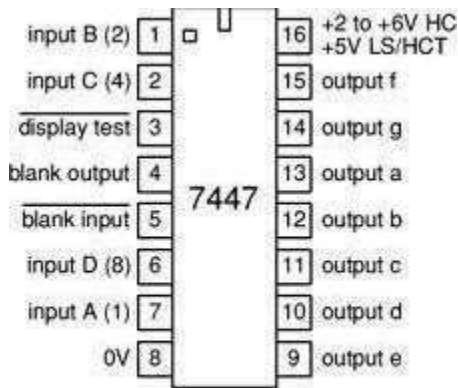 input B (2) 1
input C (4) 2
display test 3
blank output 4
blank input 5
input D (8) 6
input A (1) 7
0V 8
7447
16 +2 to +6V HC
+5V LS/HCT
15 output f
14 output g
13 output a
12 output b
11 output c
10 output d
9 output e